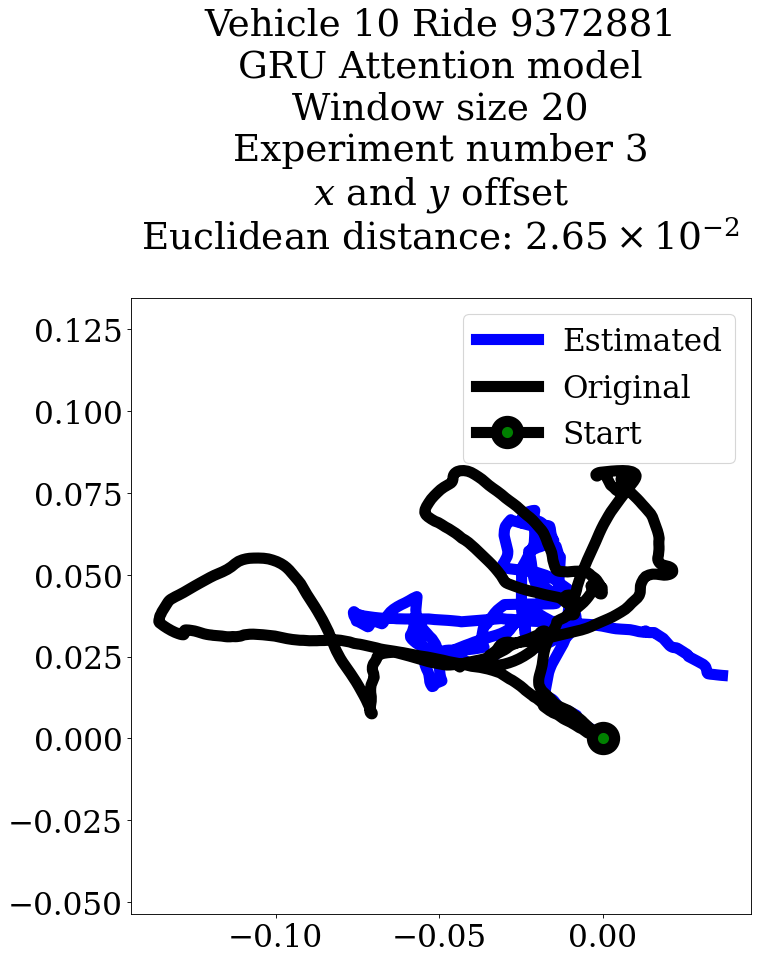 Vehicle 10 Ride 9372881
GRU Attention model
Window size 20
Experiment number 3
x and y offset
Euclidean distance: 2.65 × 10⁻²
Estimated
Original
Start
0.125
0.100
0.075
0.050
0.025
0.000
−0.025
−0.050
−0.10
−0.05
0.00